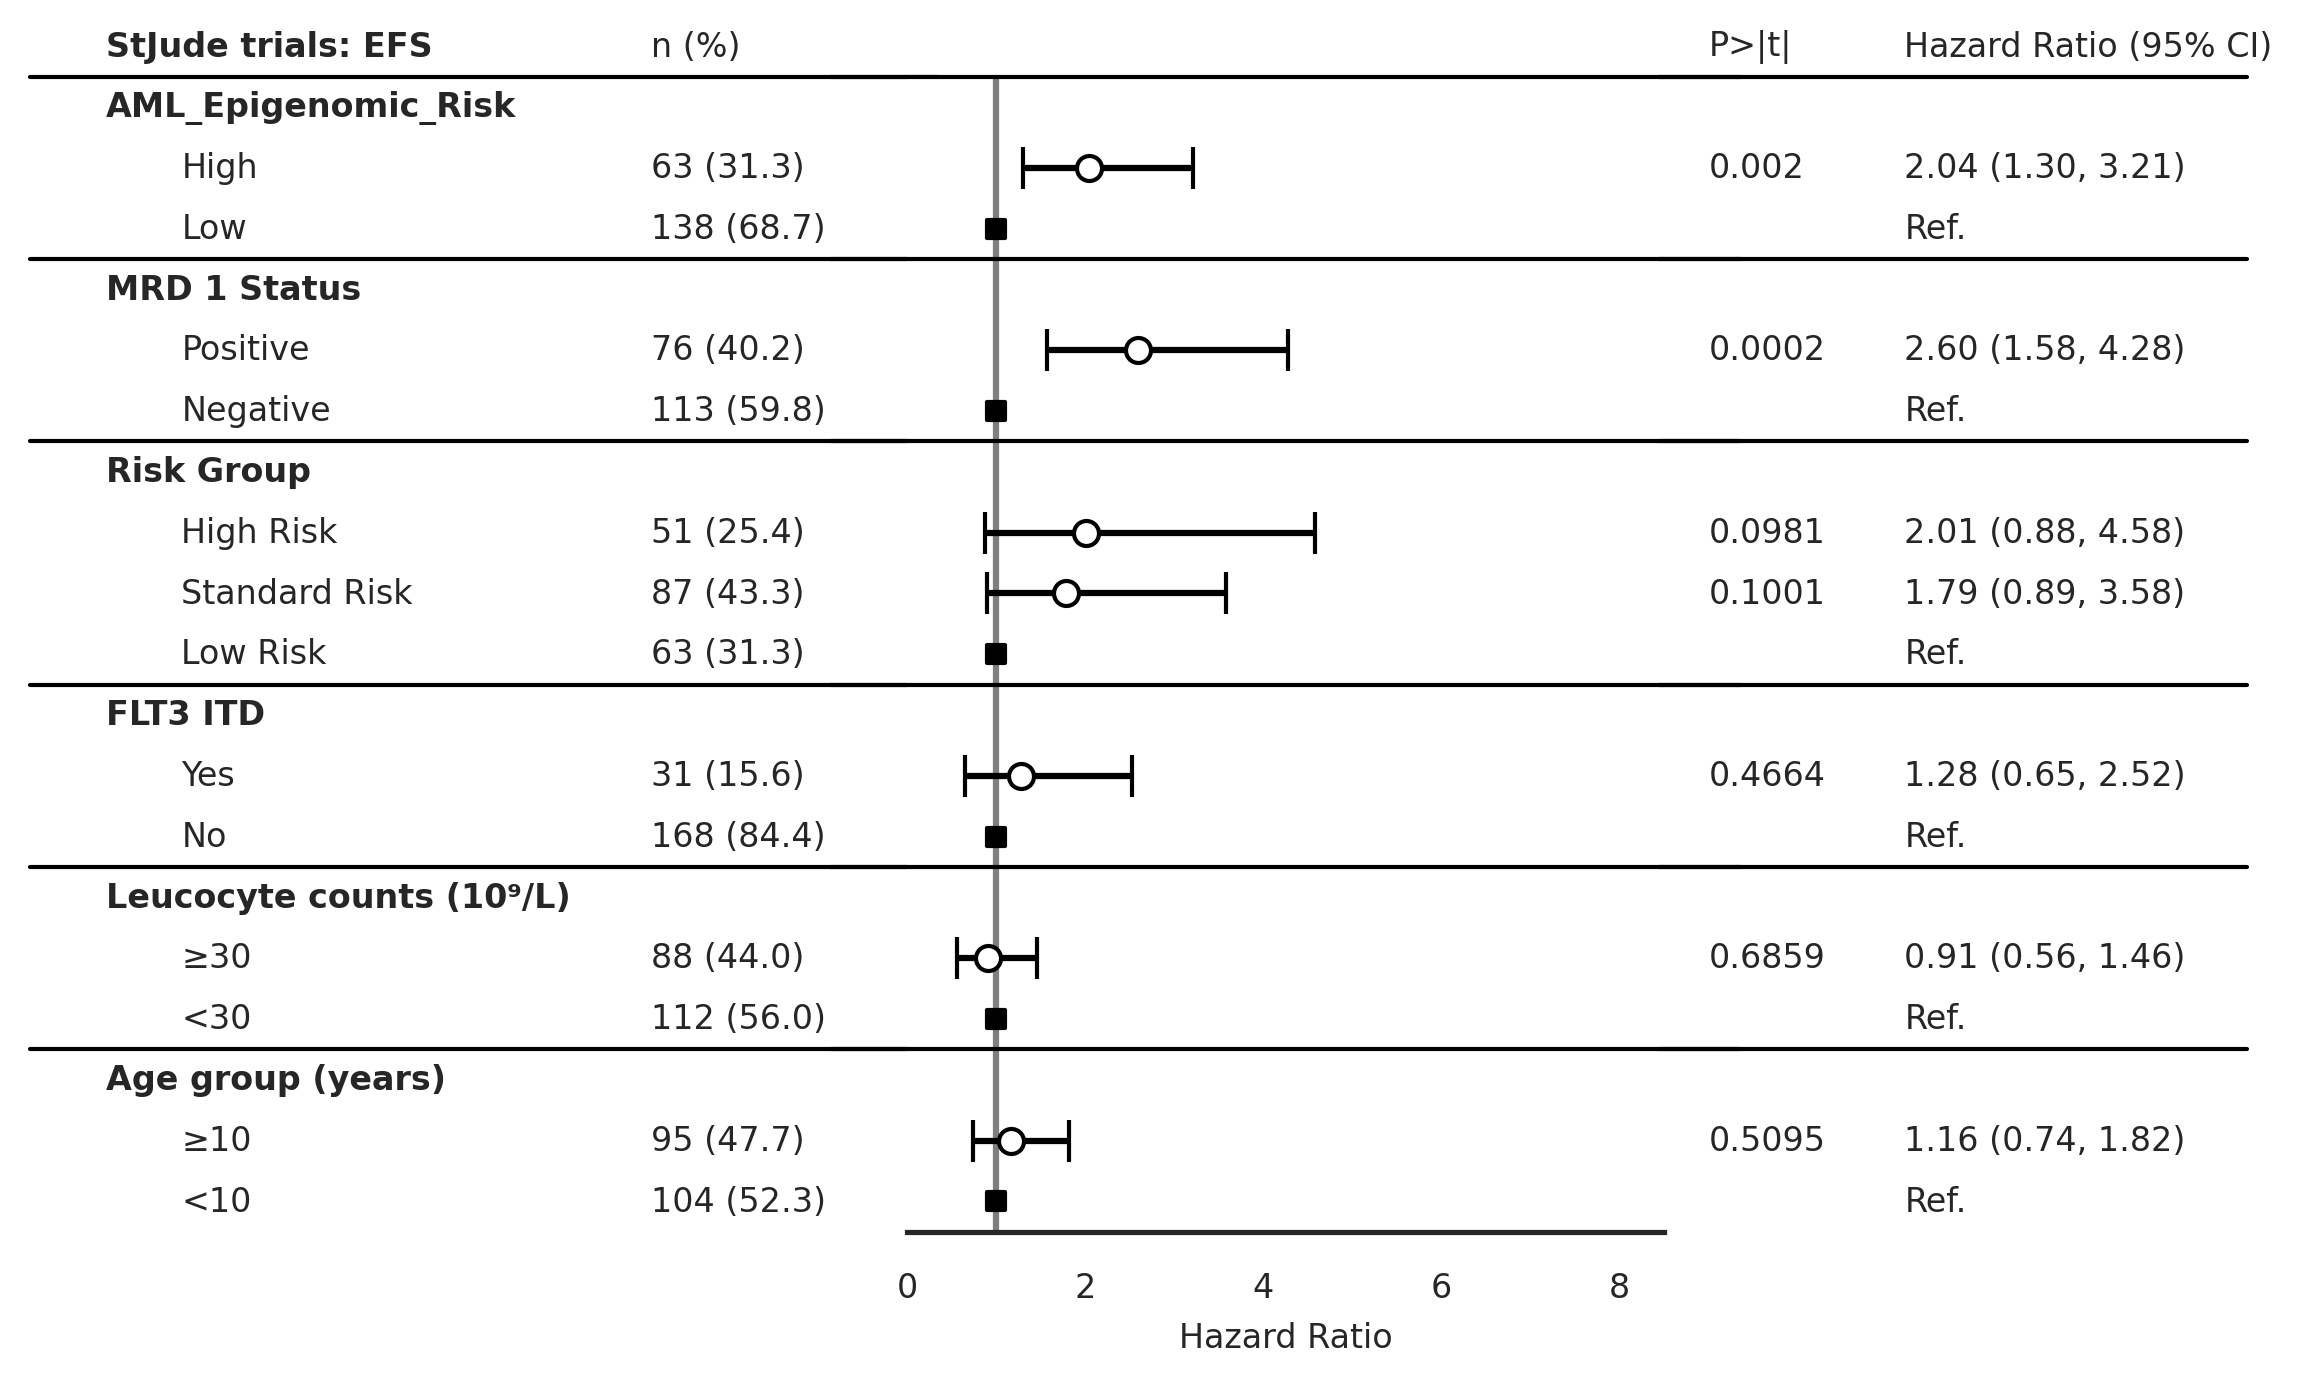 StJude trials: EFS n (%) P>|t| Hazard Ratio (95% CI)
AML_Epigenomic_Risk
High 63 (31.3) 0.002 2.04 (1.30, 3.21)
Low 138 (68.7) Ref.
MRD 1 Status
Positive 76 (40.2) 0.0002 2.60 (1.58, 4.28)
Negative 113 (59.8) Ref.
Risk Group
High Risk 51 (25.4) 0.0981 2.01 (0.88, 4.58)
Standard Risk 87 (43.3) 0.1001 1.79 (0.89, 3.58)
Low Risk 63 (31.3) Ref.
FLT3 ITD
Yes 31 (15.6) 0.4664 1.28 (0.65, 2.52)
No 168 (84.4) Ref.
Leucocyte counts (10⁹/L)
≥30 88 (44.0) 0.6859 0.91 (0.56, 1.46)
<30 112 (56.0) Ref.
Age group (years)
≥10 95 (47.7) 0.5095 1.16 (0.74, 1.82)
<10 104 (52.3) Ref.
0 2 4 6 8
Hazard Ratio